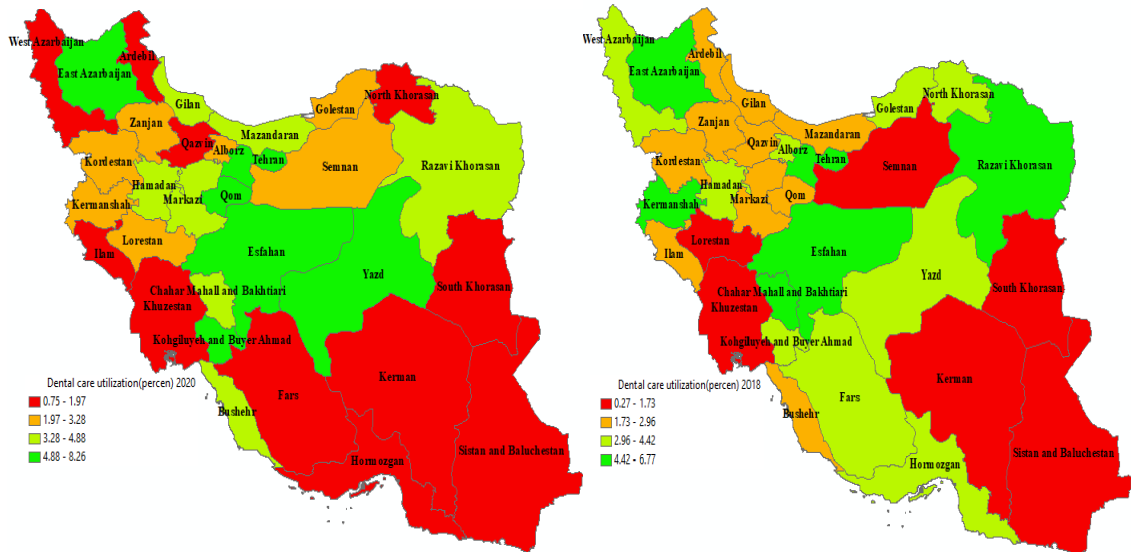 West Azarbaijan
Ardebil
East Azarbaijan
Gilan
Golestan
North Khorasan
Zanjan
Mazandaran
Qazvin
Alborz
Tehran
Kordestan
Semnan
Razavi Khorasan
Hamadan
Markazi
Qom
Kermanshah
Lorestan
Ilam
Esfahan
Yazd
Chahar Mahall and Bakhtiari
South Khorasan
Khuzestan
Kohgiluyeh and Buyer Ahmad
Kerman
Fars
Bushehr
Sistan and Baluchestan
Hormozgan
Dental care utilization(percen) 2020
0.75 - 1.97
1.97 - 3.28
3.28 - 4.88
4.88 - 8.26
West Azarbaijan
Ardebil
East Azarbaijan
North Khorasan
Gilan
Golestan
Zanjan
Mazandaran
Qazvin
Alborz
Tehran
Kordestan
Semnan
Razavi Khorasan
Hamadan
Qom
Kermanshah
Markazi
Lorestan
Ilam
Esfahan
Yazd
Chahar Mahall and Bakhtiari
South Khorasan
Khuzestan
Kohgiluyeh and Buyer Ahmad
Kerman
Fars
Bushehr
Sistan and Baluchestan
Hormozgan
Dental care utilization(percen) 2018
0.27 - 1.73
1.73 - 2.96
2.96 - 4.42
4.42 - 6.77